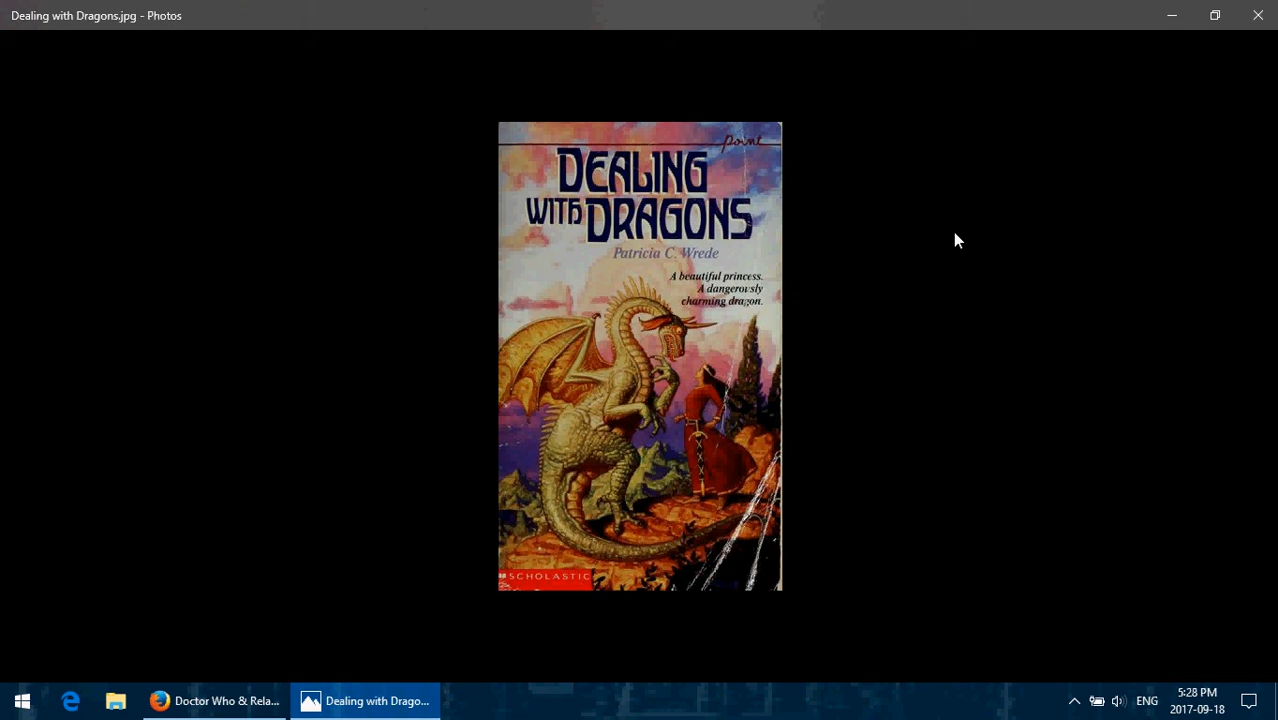 Dealing with Dragons.jpg - Photos
point
DEALING
WITH DRAGONS
Patricia C. Wrede
A beautiful princess.
A dangerously
charming dragon.
SCHOLASTIC
Doctor Who & Rela...
Dealing with Drago...
ENG
5:28 PM
2017-09-18